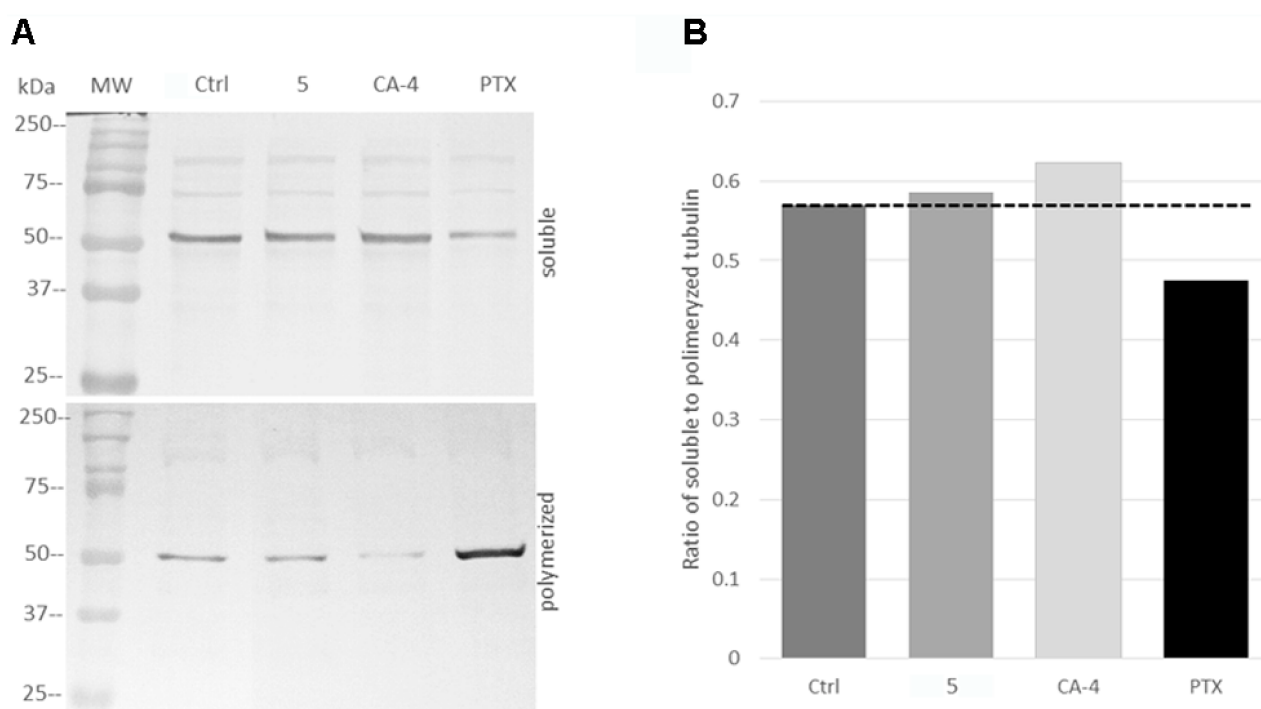 A
kDa MW Ctrl 5 CA-4 PTX
250--
75--
50--
37--
25--
soluble
250--
75--
50--
37--
25--
polymerized
B
0.7
0.6
0.5
0.4
0.3
0.2
0.1
0
Ratio of soluble to polimeryzed tubulin
Ctrl 5 CA-4 PTX